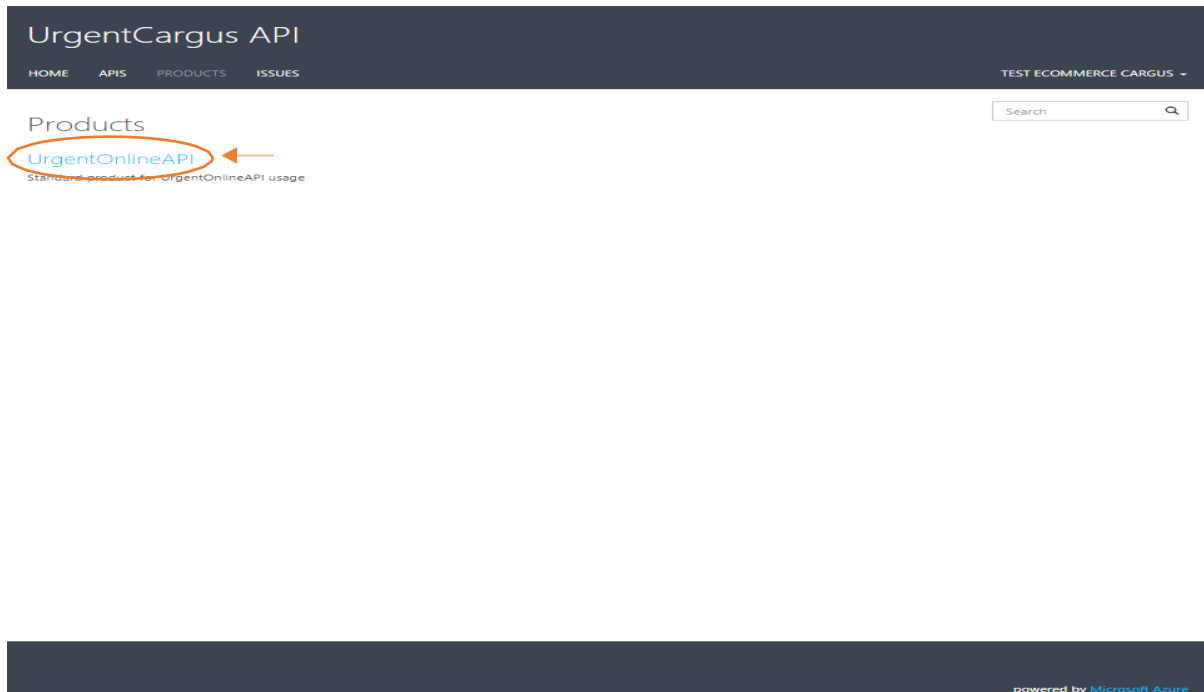 UrgentCargus API
HOME APIS PRODUCTS ISSUES TEST ECOMMERCE CARGUS
Products
Search
UrgentOnlineAPI
Standard product for UrgentOnlineAPI usage
powered by Microsoft Azure